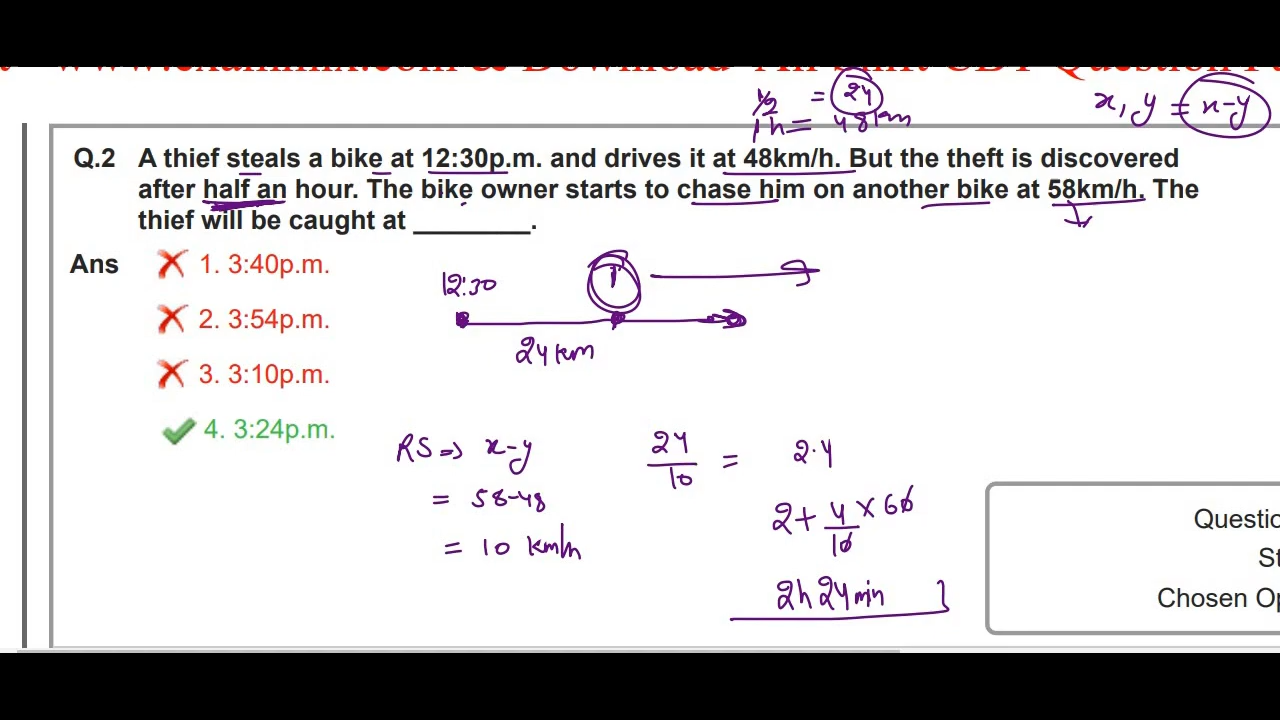 1/2 = 24
1h = 48km
x, y = x-y
Q.2 A thief steals a bike at 12:30p.m. and drives it at 48km/h. But the theft is discovered
after half an hour. The bike owner starts to chase him on another bike at 58km/h. The
thief will be caught at ________.
Ans
1. 3:40p.m.
2. 3:54p.m.
3. 3:10p.m.
4. 3:24p.m.
12:30
1
24 km
RS => x-y
= 58-48
= 10 km/h
24/10 = 2.4
2 + 4/10 × 60
2h 24 min
Questio
St
Chosen Op